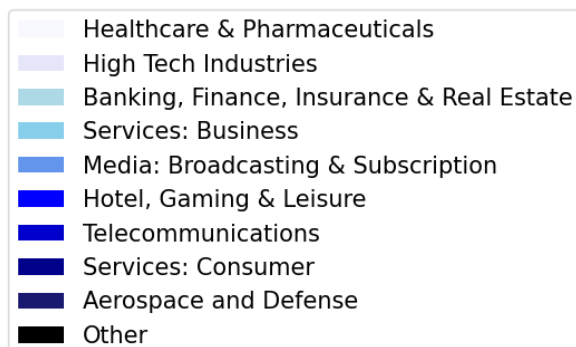 Healthcare & Pharmaceuticals
High Tech Industries
Banking, Finance, Insurance & Real Estate
Services: Business
Media: Broadcasting & Subscription
Hotel, Gaming & Leisure
Telecommunications
Services: Consumer
Aerospace and Defense
Other